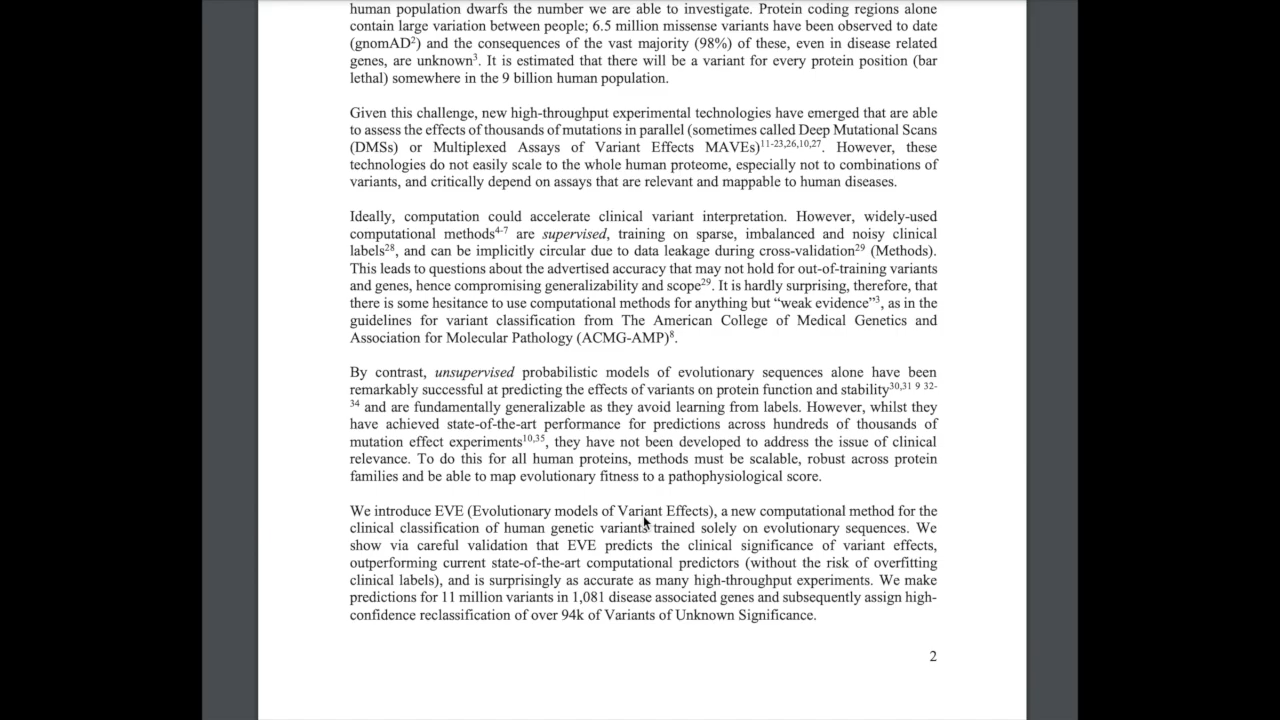 human population dwarfs the number we are able to investigate. Protein coding regions alone
contain large variation between people; 6.5 million missense variants have been observed to date
(gnomAD2) and the consequences of the vast majority (98%) of these, even in disease related
genes, are unknown3. It is estimated that there will be a variant for every protein position (bar
lethal) somewhere in the 9 billion human population.
Given this challenge, new high-throughput experimental technologies have emerged that are able
to assess the effects of thousands of mutations in parallel (sometimes called Deep Mutational Scans
(DMSs) or Multiplexed Assays of Variant Effects MAVEs)11-23,26,10,27. However, these
technologies do not easily scale to the whole human proteome, especially not to combinations of
variants, and critically depend on assays that are relevant and mappable to human diseases.
Ideally, computation could accelerate clinical variant interpretation. However, widely-used
computational methods4-7 are supervised, training on sparse, imbalanced and noisy clinical
labels28, and can be implicitly circular due to data leakage during cross-validation29 (Methods).
This leads to questions about the advertised accuracy that may not hold for out-of-training variants
and genes, hence compromising generalizability and scope29. It is hardly surprising, therefore, that
there is some hesitance to use computational methods for anything but “weak evidence”3, as in the
guidelines for variant classification from The American College of Medical Genetics and
Association for Molecular Pathology (ACMG-AMP)8.
By contrast, unsupervised probabilistic models of evolutionary sequences alone have been
remarkably successful at predicting the effects of variants on protein function and stability30,31 9 32-
34 and are fundamentally generalizable as they avoid learning from labels. However, whilst they
have achieved state-of-the-art performance for predictions across hundreds of thousands of
mutation effect experiments10,35, they have not been developed to address the issue of clinical
relevance. To do this for all human proteins, methods must be scalable, robust across protein
families and be able to map evolutionary fitness to a pathophysiological score.
We introduce EVE (Evolutionary models of Variant Effects), a new computational method for the
clinical classification of human genetic variants trained solely on evolutionary sequences. We
show via careful validation that EVE predicts the clinical significance of variant effects,
outperforming current state-of-the-art computational predictors (without the risk of overfitting
clinical labels), and is surprisingly as accurate as many high-throughput experiments. We make
predictions for 11 million variants in 1,081 disease associated genes and subsequently assign high-
confidence reclassification of over 94k of Variants of Unknown Significance.
2